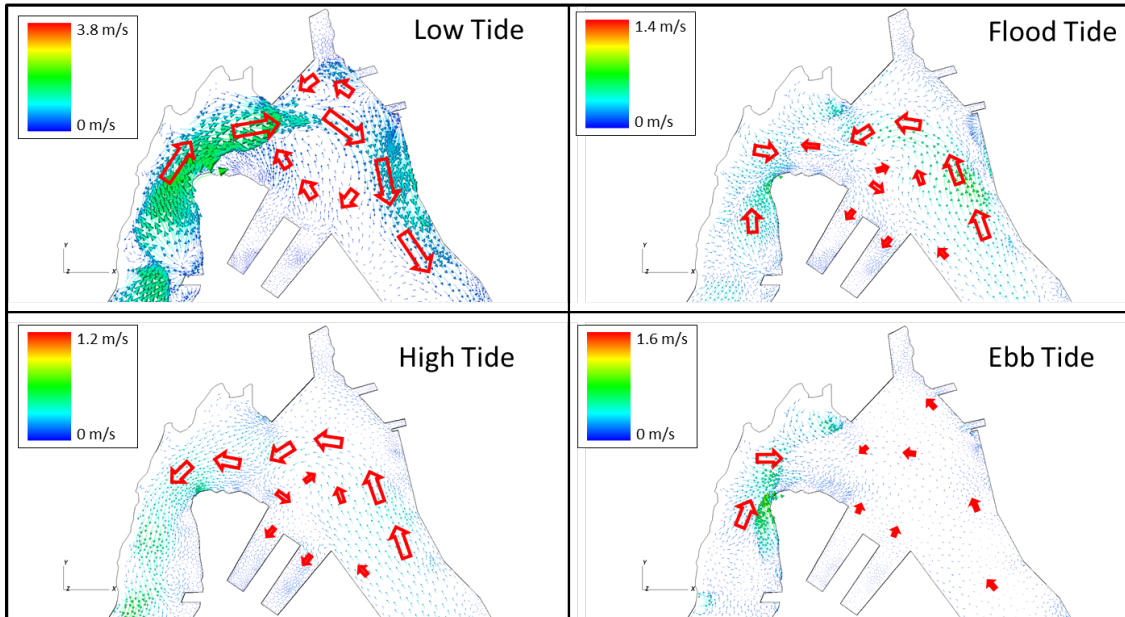 3.8 m/s
Low Tide
0 m/s
Y
Z
X
1.4 m/s
Flood Tide
0 m/s
Y
Z
X
1.2 m/s
High Tide
0 m/s
Y
Z
X
1.6 m/s
Ebb Tide
0 m/s
Y
Z
X